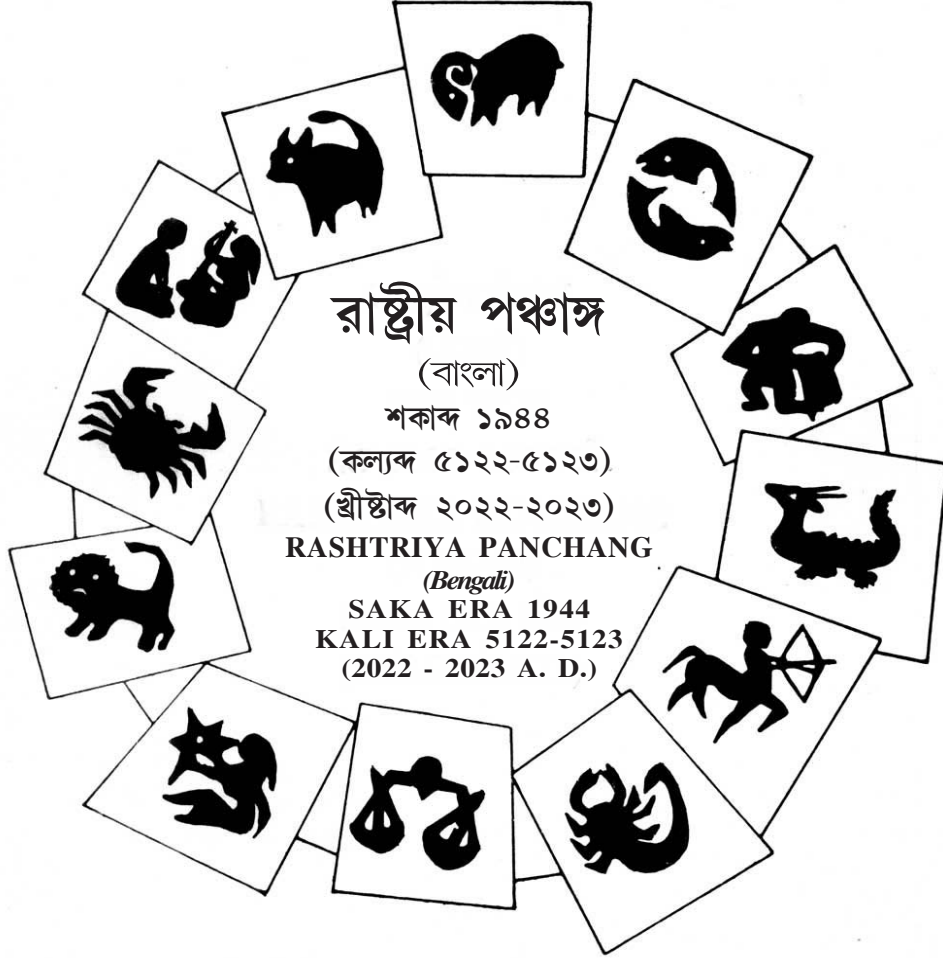 রাষ্ট্রীয় পঞ্চাঙ্গ
(বাংলা)
শকাব্দ ১৯৪৪
(কল্যব্দ ৫১২২-৫১২৩)
(খ্রীষ্টাব্দ ২০২২-২০২৩)
RASHTRIYA PANCHANG
(Bengali)
SAKA ERA 1944
KALI ERA 5122-5123
(2022 - 2023 A. D.)